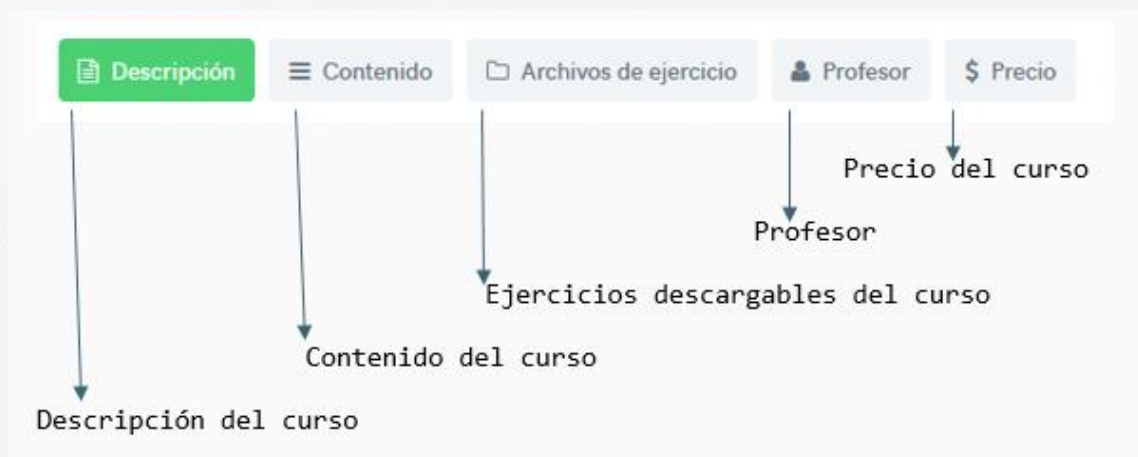 Descripción Contenido Archivos de ejercicio Profesor $ Precio
Precio del curso
Profesor
Ejercicios descargables del curso
Contenido del curso
Descripción del curso